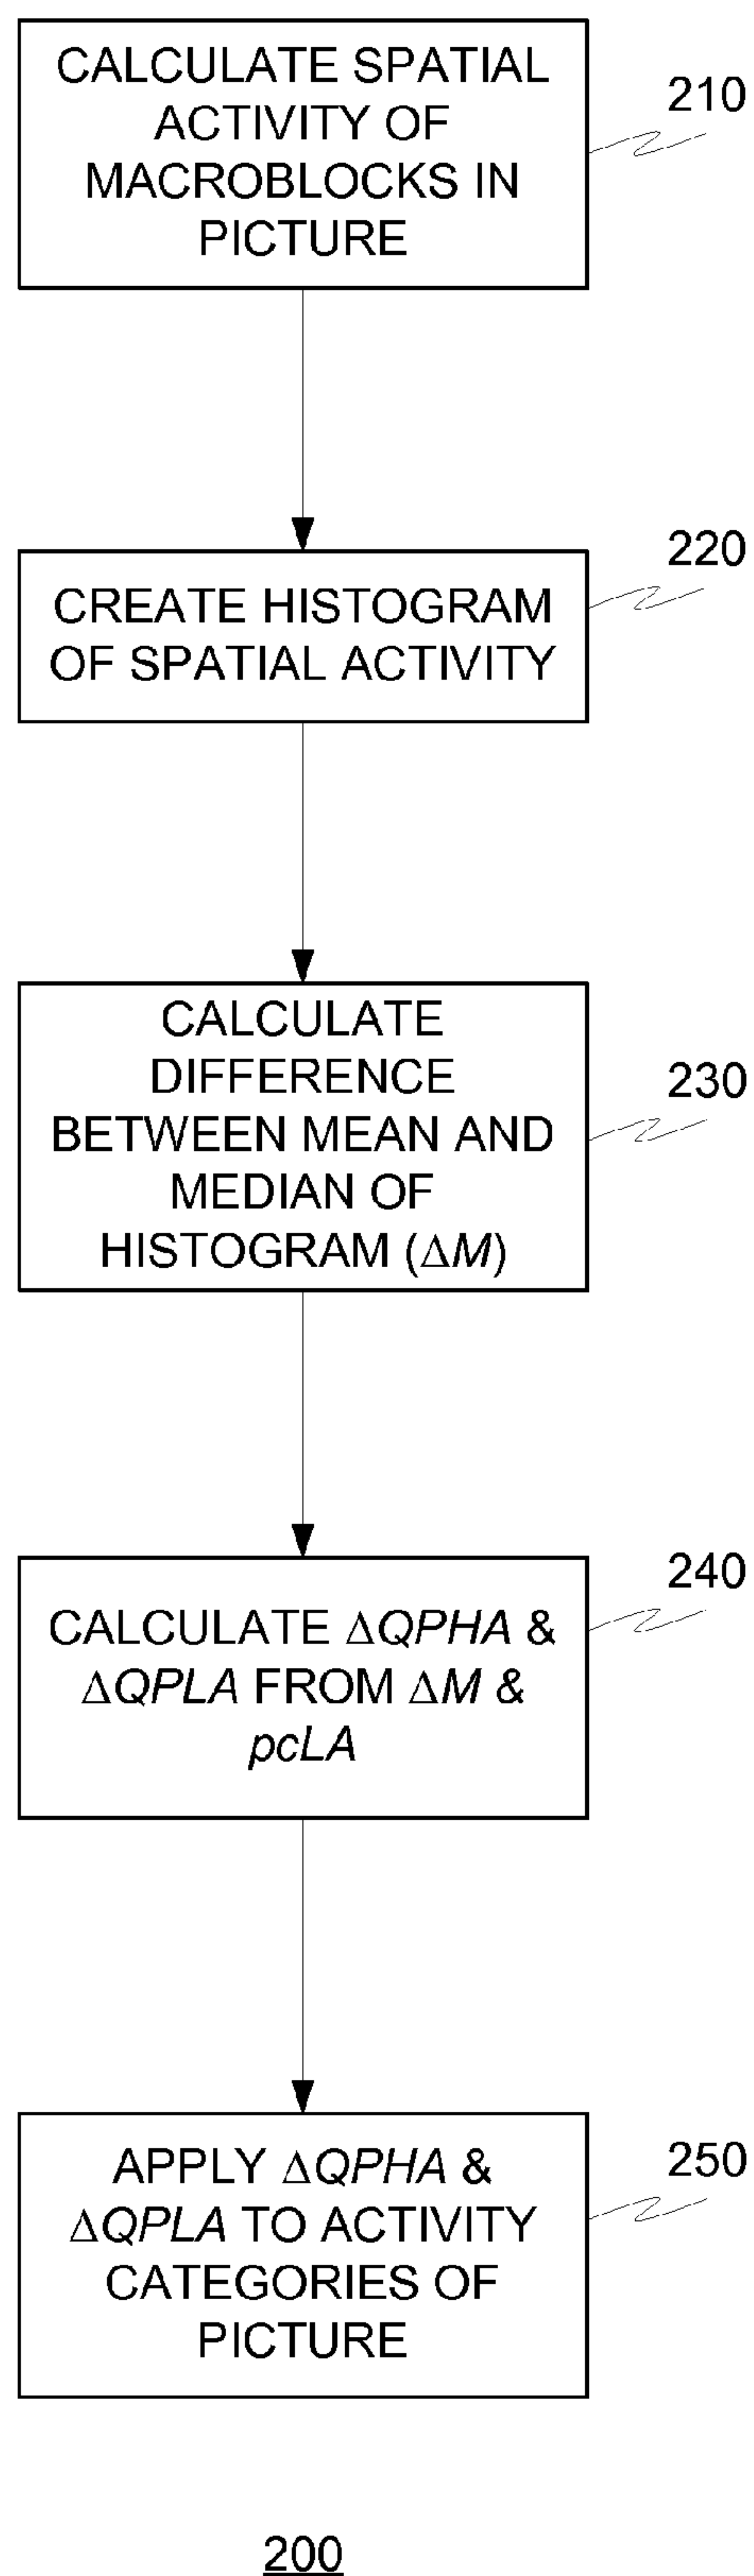 CALCULATE SPATIAL
ACTIVITY OF
MACROBLOCKS IN
PICTURE
210
CREATE HISTOGRAM
OF SPATIAL ACTIVITY
220
CALCULATE
DIFFERENCE
BETWEEN MEAN AND
MEDIAN OF
HISTOGRAM (ΔM)
230
CALCULATE ΔQPHA &
ΔQPLA FROM ΔM &
pcLA
240
APPLY ΔQPHA &
ΔQPLA TO ACTIVITY
CATEGORIES OF
PICTURE
250
200